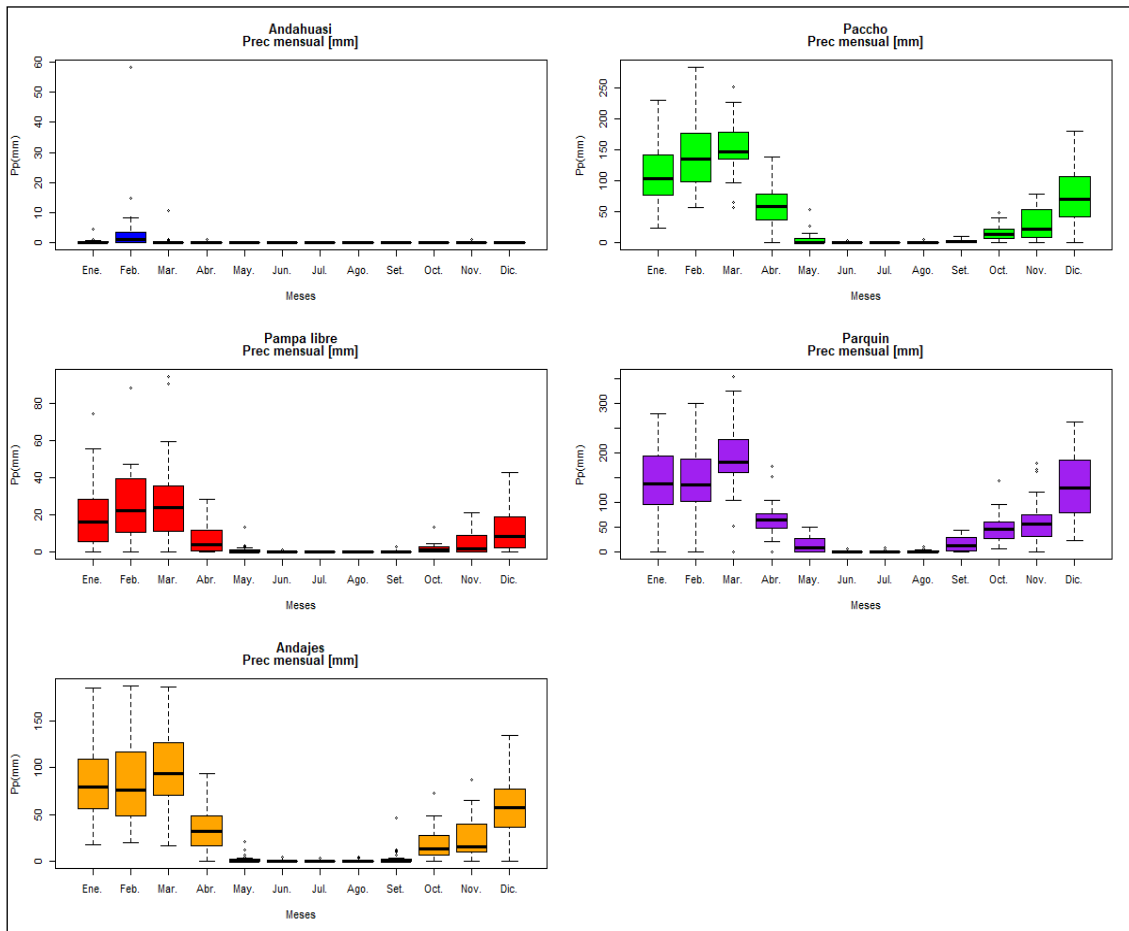 Andahuasi
Prec mensual [mm]
Pp(mm)
60
50
40
30
20
10
0
Ene. Feb. Mar. Abr. May. Jun. Jul. Ago. Set. Oct. Nov. Dic.
Meses
Paccho
Prec mensual [mm]
Pp(mm)
250
200
150
100
50
0
Ene. Feb. Mar. Abr. May. Jun. Jul. Ago. Set. Oct. Nov. Dic.
Meses
Pampa libre
Prec mensual [mm]
Pp(mm)
80
60
40
20
0
Ene. Feb. Mar. Abr. May. Jun. Jul. Ago. Set. Oct. Nov. Dic.
Meses
Parquin
Prec mensual [mm]
Pp(mm)
300
200
100
50
0
Ene. Feb. Mar. Abr. May. Jun. Jul. Ago. Set. Oct. Nov. Dic.
Meses
Andajes
Prec mensual [mm]
Pp(mm)
150
100
50
0
Ene. Feb. Mar. Abr. May. Jun. Jul. Ago. Set. Oct. Nov. Dic.
Meses